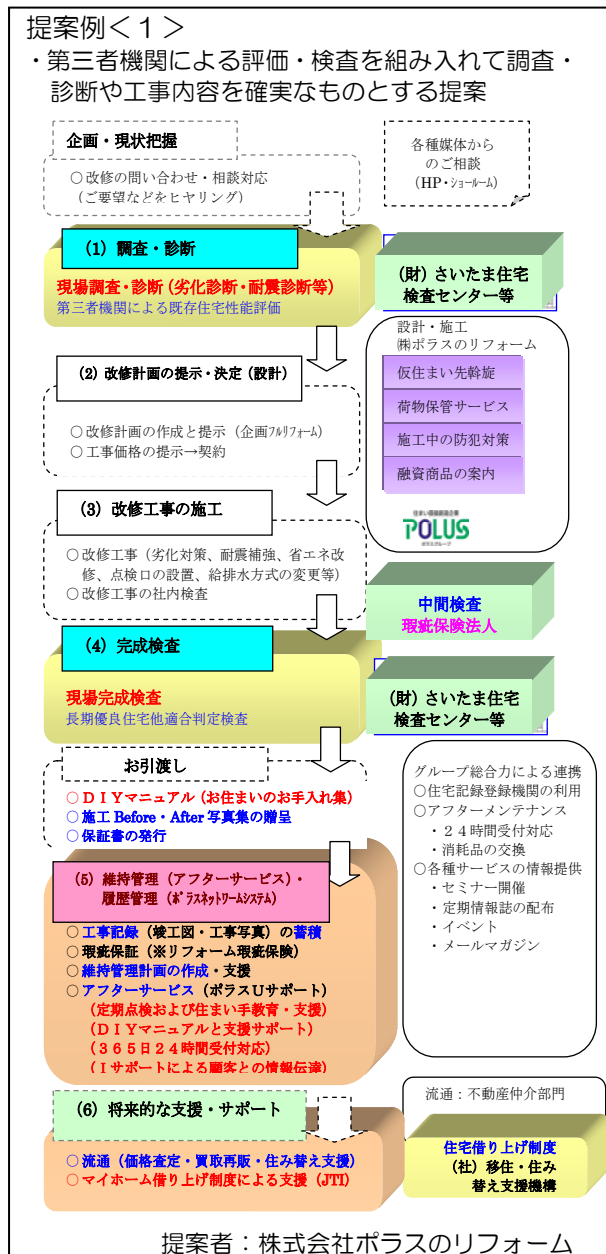 提案例<1>
・第三者機関による評価・検査を組み入れて調査・
診断や工事内容を確実なものとする提案
企画・現状把握
○改修の問い合わせ・相談対応
(ご要望などをヒヤリング)
各種媒体から
のご相談
(HP・ショールーム)
(1) 調査・診断
現場調査・診断 (劣化診断・耐震診断等)
第三者機関による既存住宅性能評価
(財) さいたま住宅
検査センター等
(2) 改修計画の提示・決定 (設計)
○改修計画の作成と提示 (企画フルリフォーム)
○工事価格の提示→契約
設計・施工
㈱ポラスのリフォーム
仮住まい先斡旋
荷物保管サービス
施工中の防犯対策
融資商品の案内
住まい価値創造企業
POLUS
ポラスグループ
(3) 改修工事の施工
○改修工事 (劣化対策、耐震補強、省エネ改
修、点検口の設置、給排水方式の変更等)
○改修工事の社内検査
中間検査
瑕疵保険法人
(4) 完成検査
現場完成検査
長期優良住宅他適合判定検査
(財) さいたま住宅
検査センター等
お引渡し
○DIYマニュアル (お住まいのお手入れ集)
○施工 Before・After 写真集の贈呈
○保証書の発行
グループ総合力による連携
○住宅記録登録機関の利用
○アフターメンテナンス
・24時間受付対応
・消耗品の交換
○各種サービスの情報提供
・セミナー開催
・定期情報誌の配布
・イベント
・メールマガジン
(5) 維持管理 (アフターサービス)・
履歴管理 (ポラスネットワークシステム)
○工事記録 (竣工図・工事写真) の蓄積
○瑕疵保証 (※リフォーム瑕疵保険)
○維持管理計画の作成・支援
○アフターサービス (ポラスUサポート)
(定期点検および住まい手教育・支援)
(DIYマニュアルと支援サポート)
(365日24時間受付対応)
(Iサポートによる顧客との情報伝達)
(6) 将来的な支援・サポート
○流通 (価格査定・買取再販・住み替え支援)
○マイホーム借り上げ制度による支援 (JTI)
流通:不動産仲介部門
住宅借り上げ制度
(社) 移住・住み
替え支援機構
提案者:株式会社ポラスのリフォーム